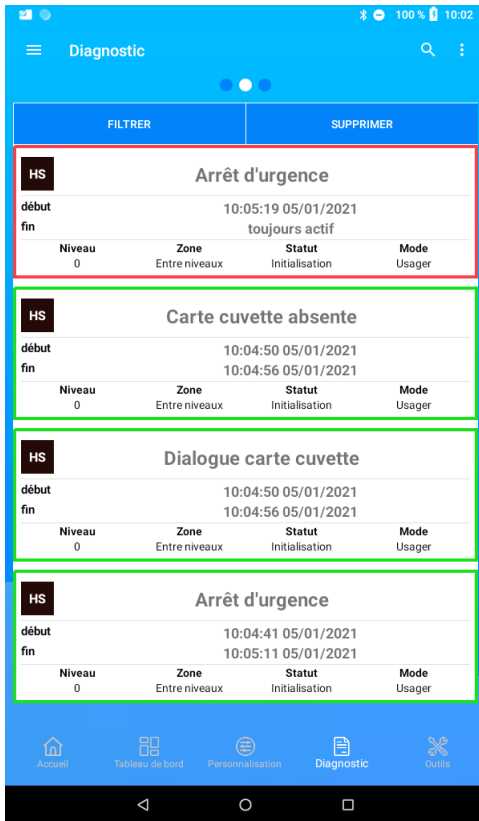 100 % 10:02
Diagnostic
FILTRER SUPPRIMER
HS Arrêt d'urgence
début 10:05:19 05/01/2021
fin toujours actif
Niveau Zone Statut Mode
0 Entre niveaux Initialisation Usager
HS Carte cuvette absente
début 10:04:50 05/01/2021
fin 10:04:56 05/01/2021
Niveau Zone Statut Mode
0 Entre niveaux Initialisation Usager
HS Dialogue carte cuvette
début 10:04:50 05/01/2021
fin 10:04:56 05/01/2021
Niveau Zone Statut Mode
0 Entre niveaux Initialisation Usager
HS Arrêt d'urgence
début 10:04:41 05/01/2021
fin 10:05:11 05/01/2021
Niveau Zone Statut Mode
0 Entre niveaux Initialisation Usager
Accueil Tableau de bord Personnalisation Diagnostic Outils